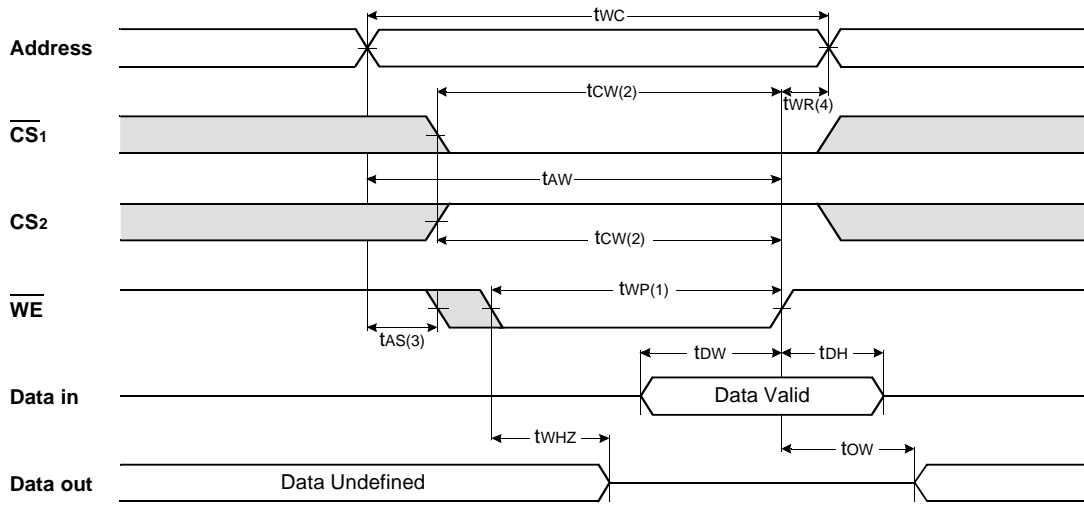 tWC
Address
tCW(2)
tWR(4)
CS1
tAW
CS2
tCW(2)
tWP(1)
WE
tAS(3)
tDW
tDH
Data in
Data Valid
tWHZ
tOW
Data out
Data Undefined